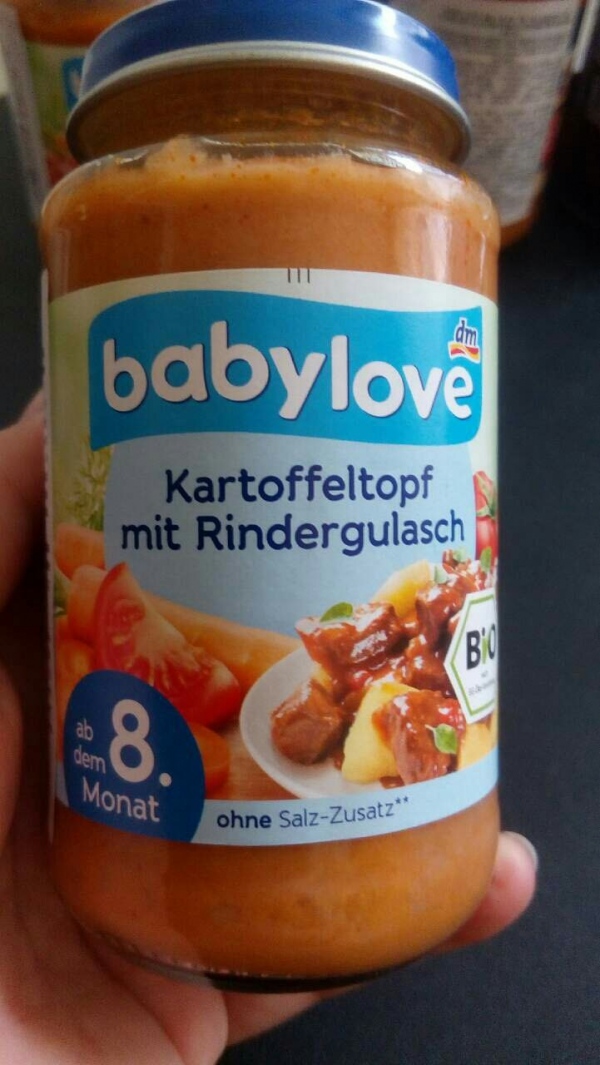 dm
babylove
Kartoffeltopf
mit Rindergulasch
Bio
ab
dem
8.
Monat
ohne Salz-Zusatz**